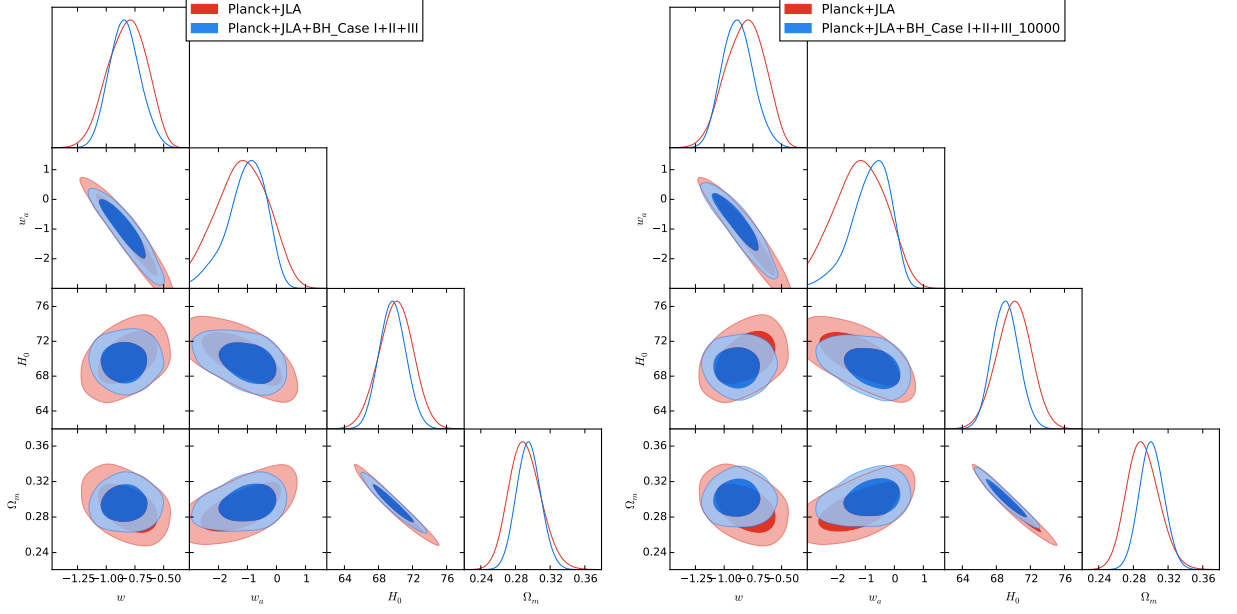 Planck+JLA
Planck+JLA+BH_Case I+II+III
1
0
−1
−2
w_a
76
72
68
64
H_0
0.36
0.32
0.28
0.24
Ω_m
−1.25 −1.00 −0.75 −0.50
w
−2 −1 0 1
w_a
64 68 72 76
H_0
0.24 0.28 0.32 0.36
Ω_m
Planck+JLA
Planck+JLA+BH_Case I+II+III_10000
1
0
−1
−2
w_a
76
72
68
64
H_0
0.36
0.32
0.28
0.24
Ω_m
−1.25 −1.00 −0.75 −0.50
w
−2 −1 0 1
w_a
64 68 72 76
H_0
0.24 0.28 0.32 0.36
Ω_m